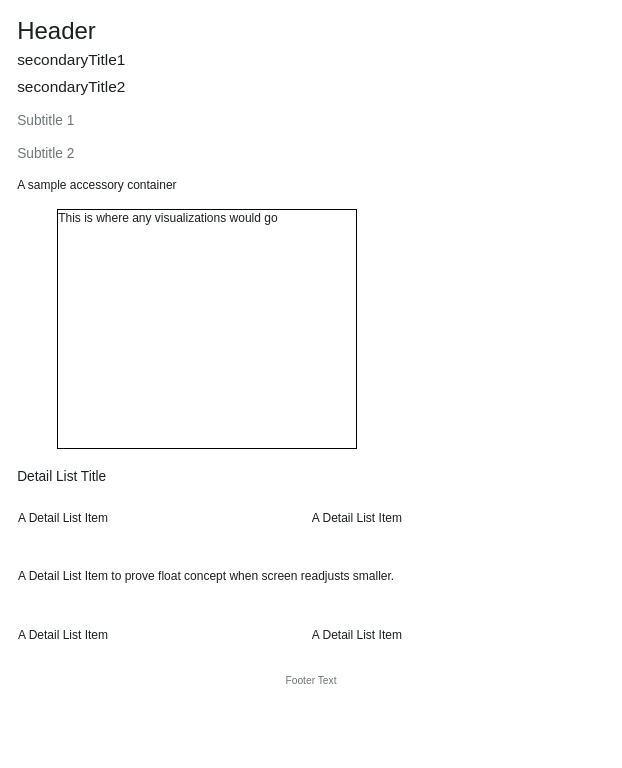 Header
secondaryTitle1
secondaryTitle2
Subtitle 1
Subtitle 2
A sample accessory container
This is where any visualizations would go
Detail List Title
A Detail List Item
A Detail List Item
A Detail List Item to prove float concept when screen readjusts smaller.
A Detail List Item
A Detail List Item
Footer Text